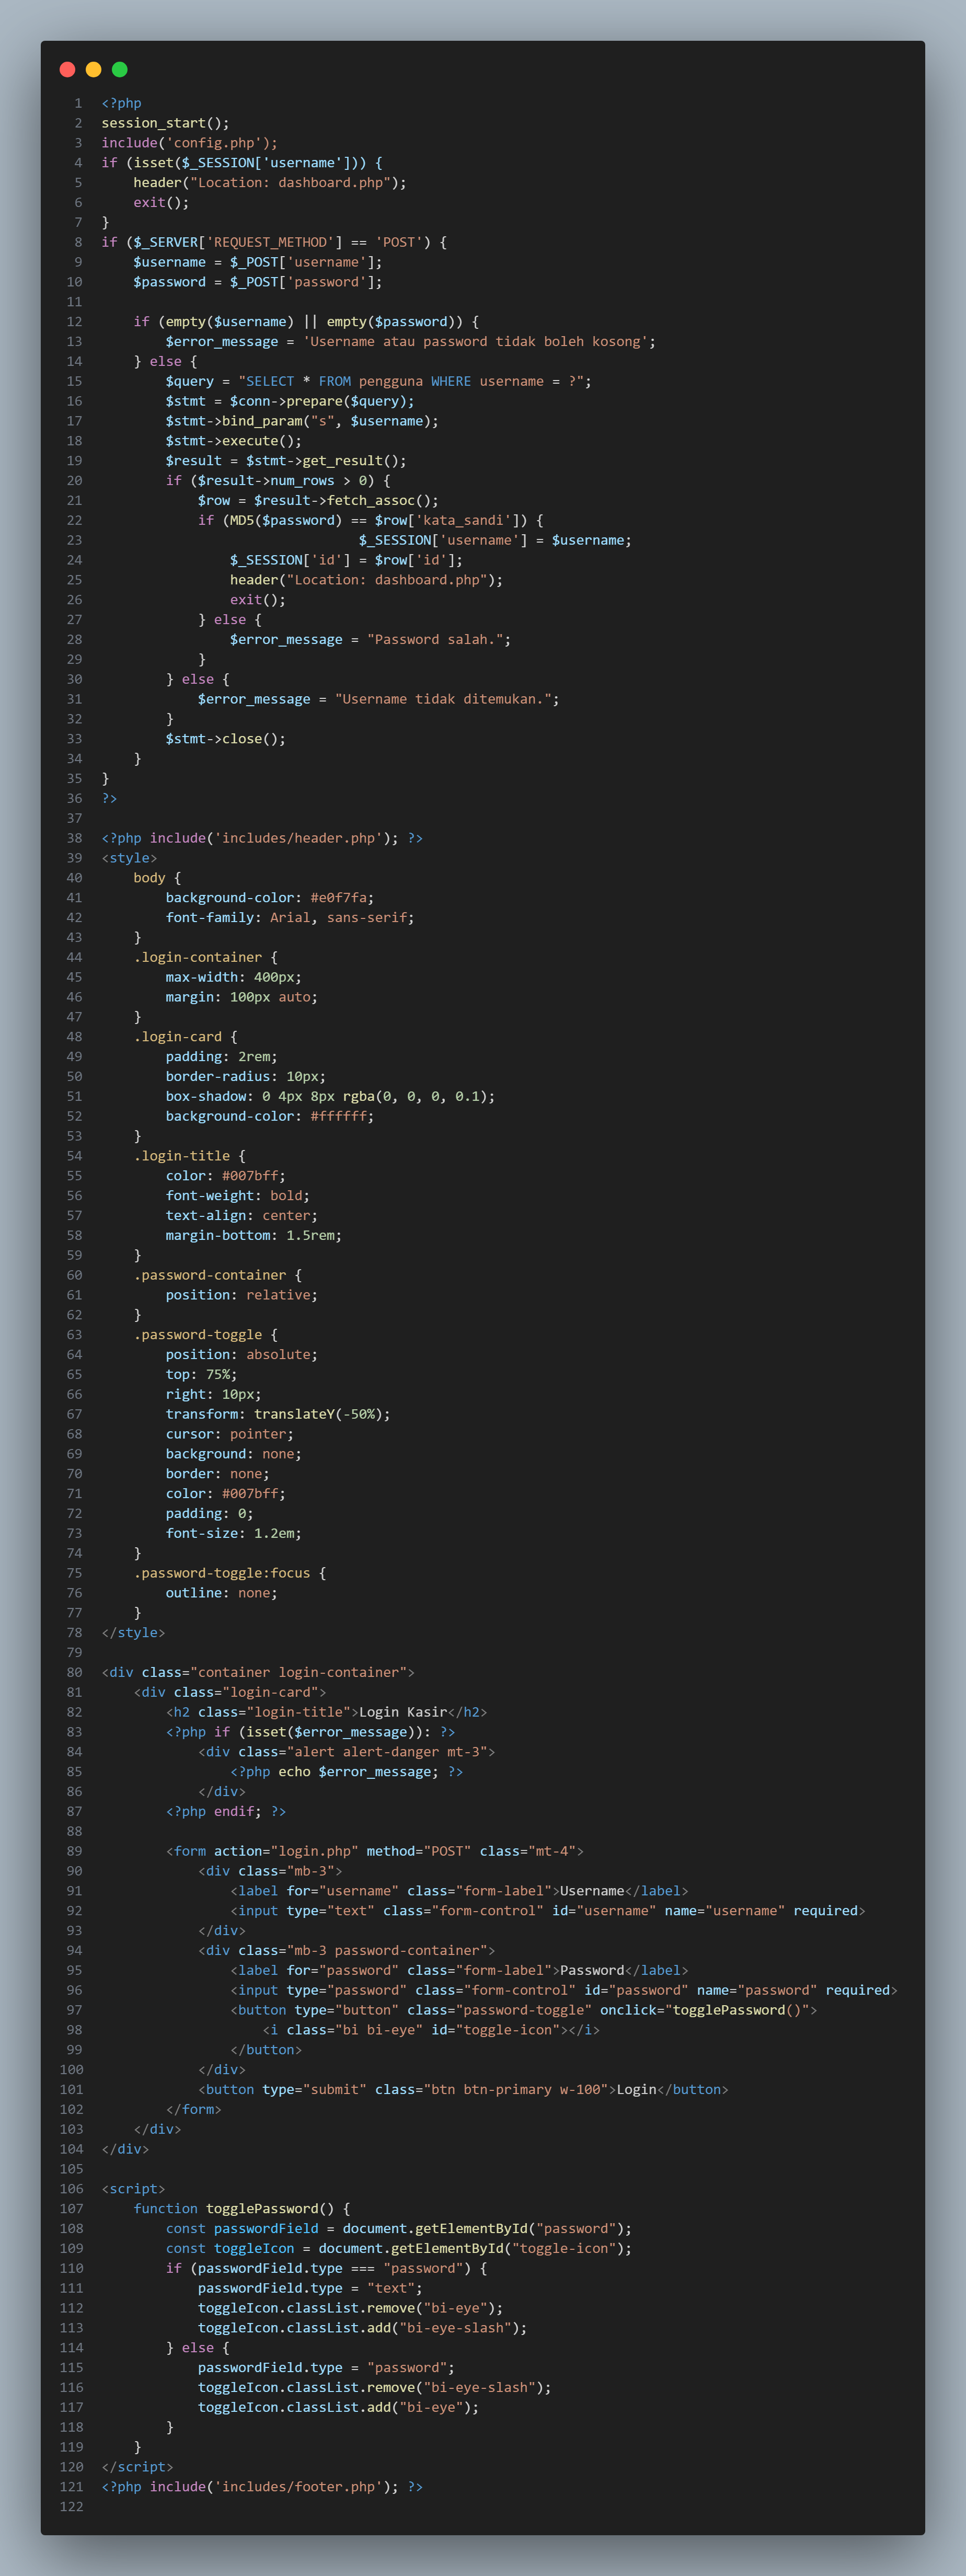 1 <?php
2 session_start();
3 include('config.php');
4 if (isset($_SESSION['username'])) {
5     header("Location: dashboard.php");
6     exit();
7 }
8 if ($_SERVER['REQUEST_METHOD'] == 'POST') {
9     $username = $_POST['username'];
10     $password = $_POST['password'];
11
12     if (empty($username) || empty($password)) {
13         $error_message = 'Username atau password tidak boleh kosong';
14     } else {
15         $query = "SELECT * FROM pengguna WHERE username = ?";
16         $stmt = $conn->prepare($query);
17         $stmt->bind_param("s", $username);
18         $stmt->execute();
19         $result = $stmt->get_result();
20         if ($result->num_rows > 0) {
21             $row = $result->fetch_assoc();
22             if (MD5($password) == $row['kata_sandi']) {
23                                 $_SESSION['username'] = $username;
24                 $_SESSION['id'] = $row['id'];
25                 header("Location: dashboard.php");
26                 exit();
27             } else {
28                 $error_message = "Password salah.";
29             }
30         } else {
31             $error_message = "Username tidak ditemukan.";
32         }
33         $stmt->close();
34     }
35 }
36 ?>
37
38 <?php include('includes/header.php'); ?>
39 <style>
40     body {
41         background-color: #e0f7fa;
42         font-family: Arial, sans-serif;
43     }
44     .login-container {
45         max-width: 400px;
46         margin: 100px auto;
47     }
48     .login-card {
49         padding: 2rem;
50         border-radius: 10px;
51         box-shadow: 0 4px 8px rgba(0, 0, 0, 0.1);
52         background-color: #ffffff;
53     }
54     .login-title {
55         color: #007bff;
56         font-weight: bold;
57         text-align: center;
58         margin-bottom: 1.5rem;
59     }
60     .password-container {
61         position: relative;
62     }
63     .password-toggle {
64         position: absolute;
65         top: 75%;
66         right: 10px;
67         transform: translateY(-50%);
68         cursor: pointer;
69         background: none;
70         border: none;
71         color: #007bff;
72         padding: 0;
73         font-size: 1.2em;
74     }
75     .password-toggle:focus {
76         outline: none;
77     }
78 </style>
79
80 <div class="container login-container">
81     <div class="login-card">
82         <h2 class="login-title">Login Kasir</h2>
83         <?php if (isset($error_message)): ?>
84             <div class="alert alert-danger mt-3">
85                 <?php echo $error_message; ?>
86             </div>
87         <?php endif; ?>
88
89         <form action="login.php" method="POST" class="mt-4">
90             <div class="mb-3">
91                 <label for="username" class="form-label">Username</label>
92                 <input type="text" class="form-control" id="username" name="username" required>
93             </div>
94             <div class="mb-3 password-container">
95                 <label for="password" class="form-label">Password</label>
96                 <input type="password" class="form-control" id="password" name="password" required>
97                 <button type="button" class="password-toggle" onclick="togglePassword()">
98                     <i class="bi bi-eye" id="toggle-icon"></i>
99                 </button>
100             </div>
101             <button type="submit" class="btn btn-primary w-100">Login</button>
102         </form>
103     </div>
104 </div>
105
106 <script>
107     function togglePassword() {
108         const passwordField = document.getElementById("password");
109         const toggleIcon = document.getElementById("toggle-icon");
110         if (passwordField.type === "password") {
111             passwordField.type = "text";
112             toggleIcon.classList.remove("bi-eye");
113             toggleIcon.classList.add("bi-eye-slash");
114         } else {
115             passwordField.type = "password";
116             toggleIcon.classList.remove("bi-eye-slash");
117             toggleIcon.classList.add("bi-eye");
118         }
119     }
120 </script>
121 <?php include('includes/footer.php'); ?>
122